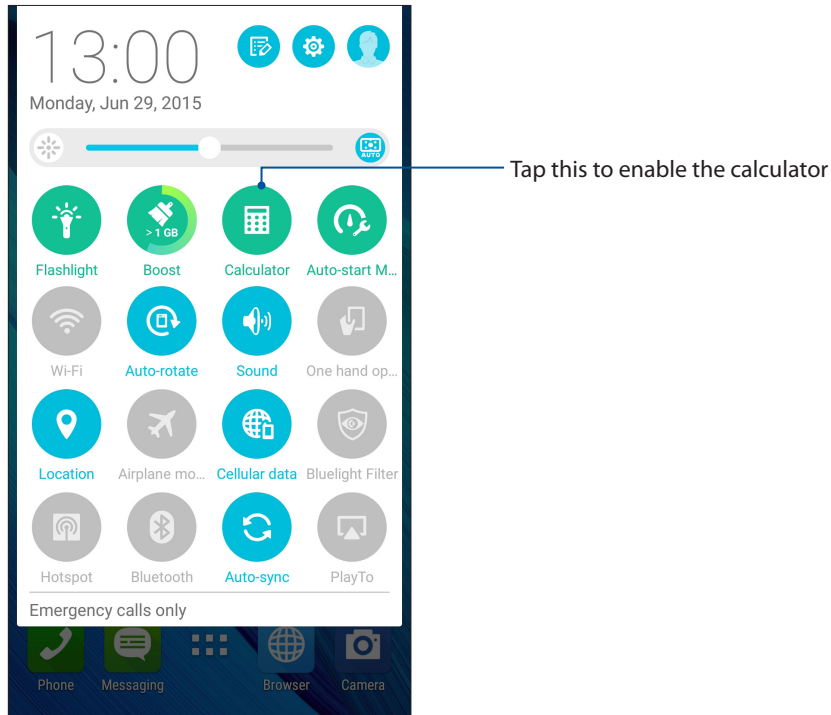 13:00
Monday, Jun 29, 2015
AUTO
Tap this to enable the calculator
> 1 GB
Flashlight Boost Calculator Auto-start M...
Wi-Fi Auto-rotate Sound One hand op...
Location Airplane mo... Cellular data Bluelight Filter
Hotspot Bluetooth Auto-sync PlayTo
Emergency calls only
Phone Messaging Browser Camera